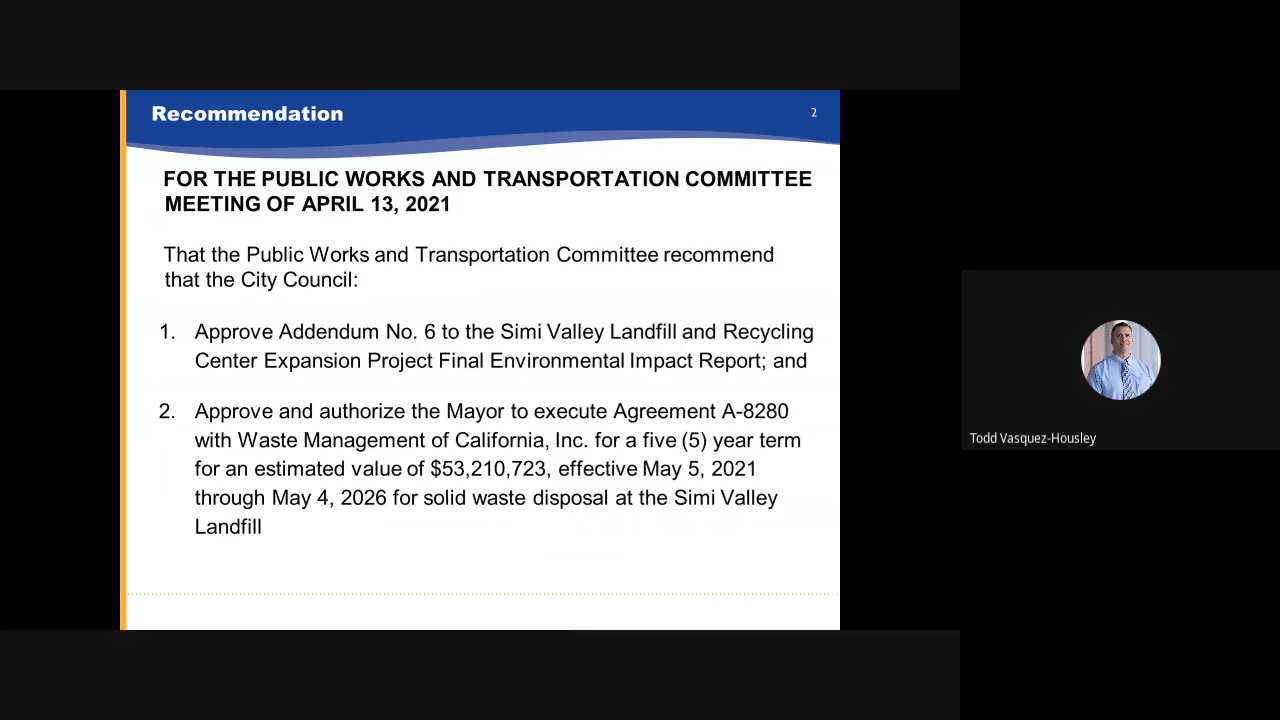 Recommendation
2
FOR THE PUBLIC WORKS AND TRANSPORTATION COMMITTEE
MEETING OF APRIL 13, 2021
That the Public Works and Transportation Committee recommend
that the City Council:
1. Approve Addendum No. 6 to the Simi Valley Landfill and Recycling
Center Expansion Project Final Environmental Impact Report; and
2. Approve and authorize the Mayor to execute Agreement A-8280
with Waste Management of California, Inc. for a five (5) year term
for an estimated value of $53,210,723, effective May 5, 2021
through May 4, 2026 for solid waste disposal at the Simi Valley
Landfill
Todd Vasquez-Housley